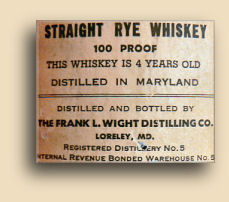 STRAIGHT RYE WHISKEY
100 PROOF
THIS WHISKEY IS 4 YEARS OLD
DISTILLED IN MARYLAND
DISTILLED AND BOTTLED BY
THE FRANK L. WIGHT DISTILLING CO.
LORELEY, MD.
REGISTERED DISTILLERY NO. 5
INTERNAL REVENUE BONDED WAREHOUSE NO. 5